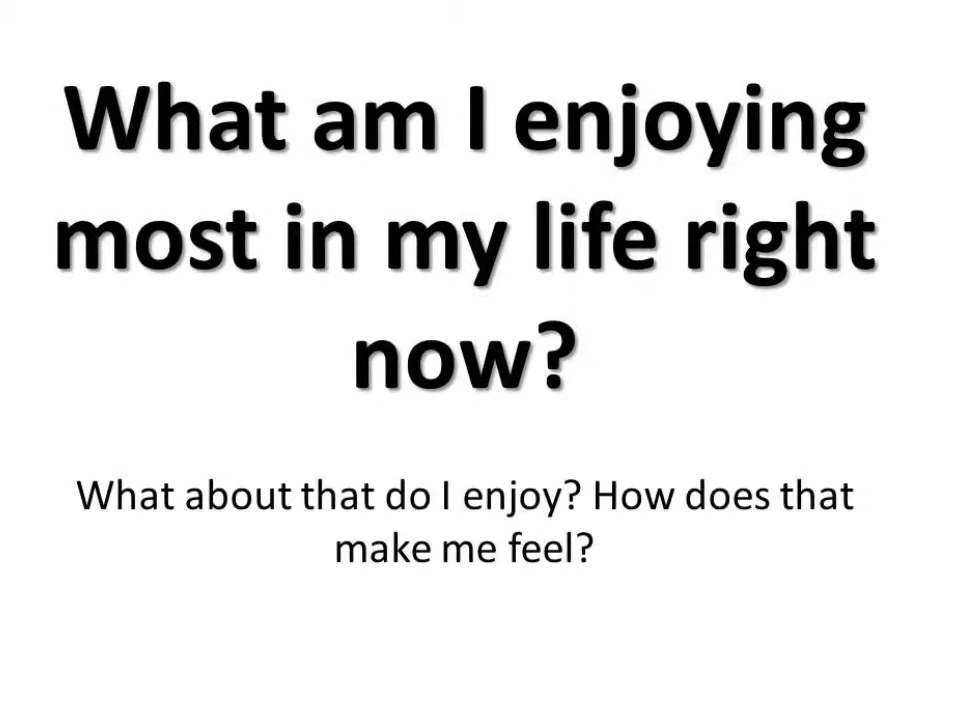 What am I enjoying
most in my life right
now?
What about that do I enjoy? How does that
make me feel?